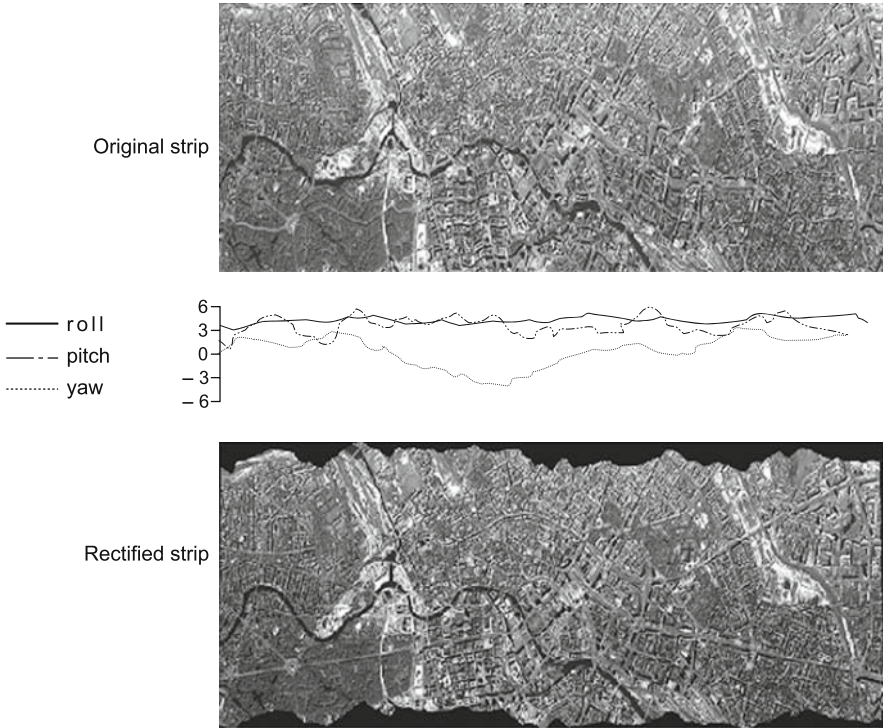 Original strip
roll
pitch
yaw
6
3
0
– 3
– 6
Rectified strip